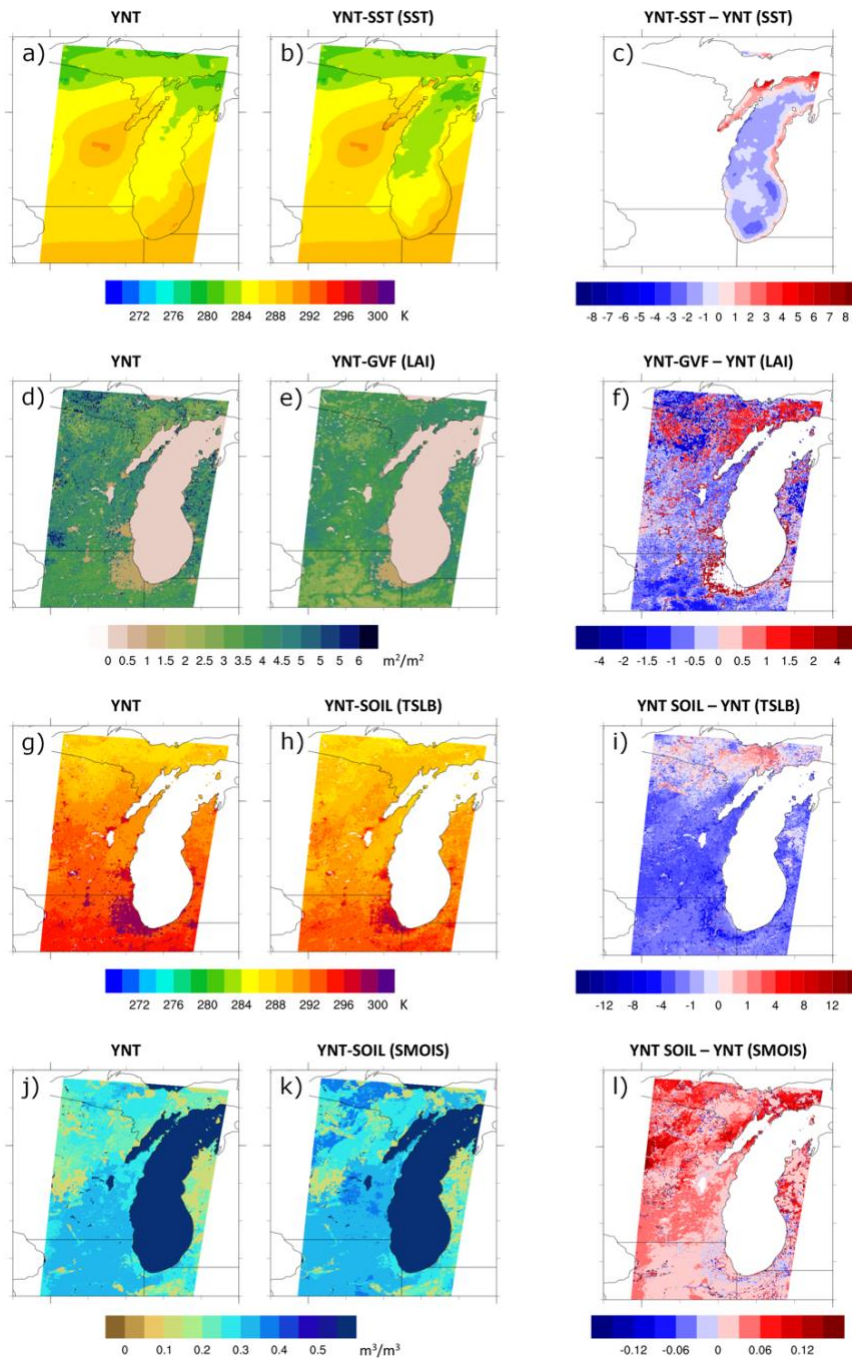 YNT YNT-SST (SST) YNT-SST – YNT (SST)
a) b) c)
272 276 280 284 288 292 296 300 K
-8 -7 -6 -5 -4 -3 -2 -1 0 1 2 3 4 5 6 7 8
YNT YNT-GVF (LAI) YNT-GVF – YNT (LAI)
d) e) f)
0 0.5 1 1.5 2 2.5 3 3.5 4 4.5 5 5 6 m²/m²
-4 -1.5 -1 -0.5 0 0.5 1 1.5 2 4
YNT YNT-SOIL (TSLB) YNT SOIL – YNT (TSLB)
g) h) i)
272 276 280 284 288 292 296 300 K
-12 -8 -4 -1 0 1 4 8 12
YNT YNT-SOIL (SMOIS) YNT SOIL – YNT (SMOIS)
j) k) l)
0 0.1 0.2 0.3 0.4 0.5 m³/m³
-0.12 -0.06 0 0.06 0.12